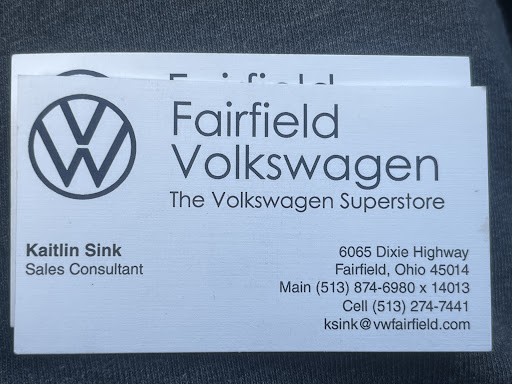 Fairfield
Fairfield
Volkswagen
The Volkswagen Superstore
Kaitlin Sink
Sales Consultant
6065 Dixie Highway
Fairfield, Ohio 45014
Main (513) 874-6980 x 14013
Cell (513) 274-7441
ksink@vwfairfield.com